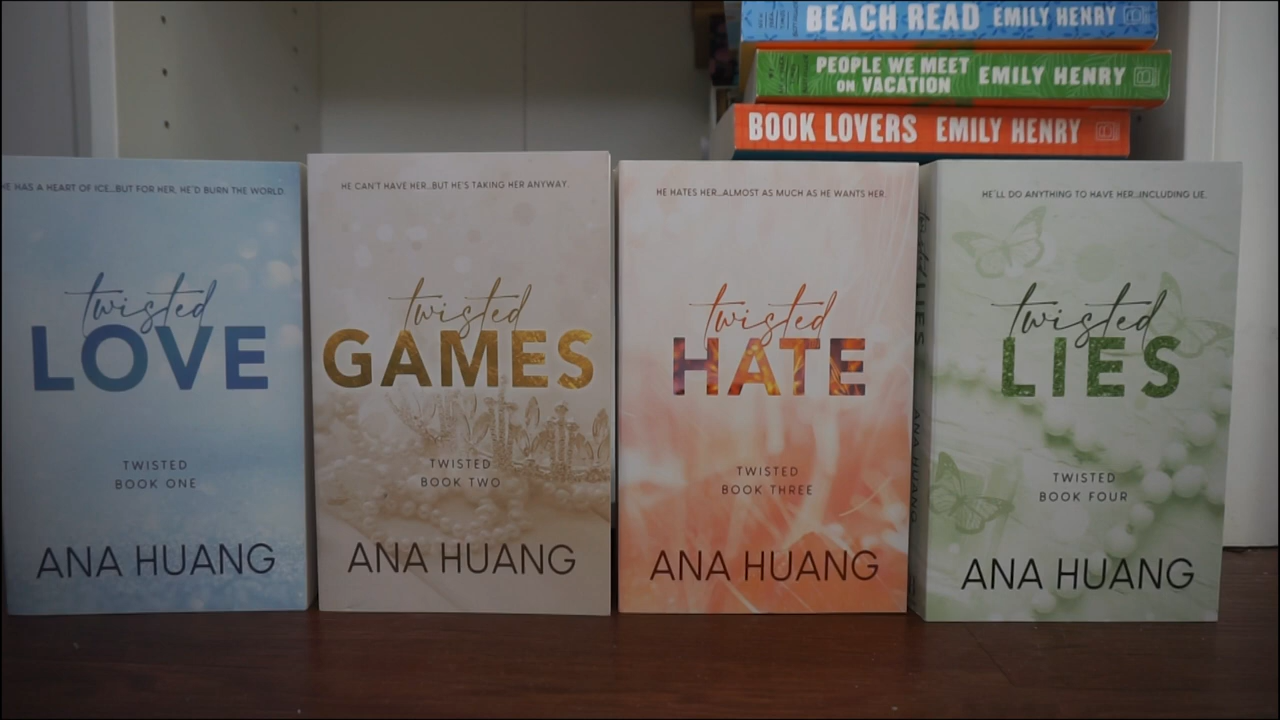 BEACH READ EMILY HENRY
PEOPLE WE MEET
ON VACATION
EMILY HENRY
BOOK LOVERS EMILY HENRY
HE HAS A HEART OF ICE...BUT FOR HER, HE'D BURN THE WORLD.
twisted
LOVE
TWISTED
BOOK ONE
ANA HUANG
HE CAN'T HAVE HER...BUT HE'S TAKING HER ANYWAY.
twisted
GAMES
TWISTED
BOOK TWO
ANA HUANG
HE HATES HER...ALMOST AS MUCH AS HE WANTS HER.
twisted
HATE
TWISTED
BOOK THREE
ANA HUANG
twisted LIES ANA HUANG
HE'LL DO ANYTHING TO HAVE HER...INCLUDING LIE.
twisted
LIES
TWISTED
BOOK FOUR
ANA HUANG